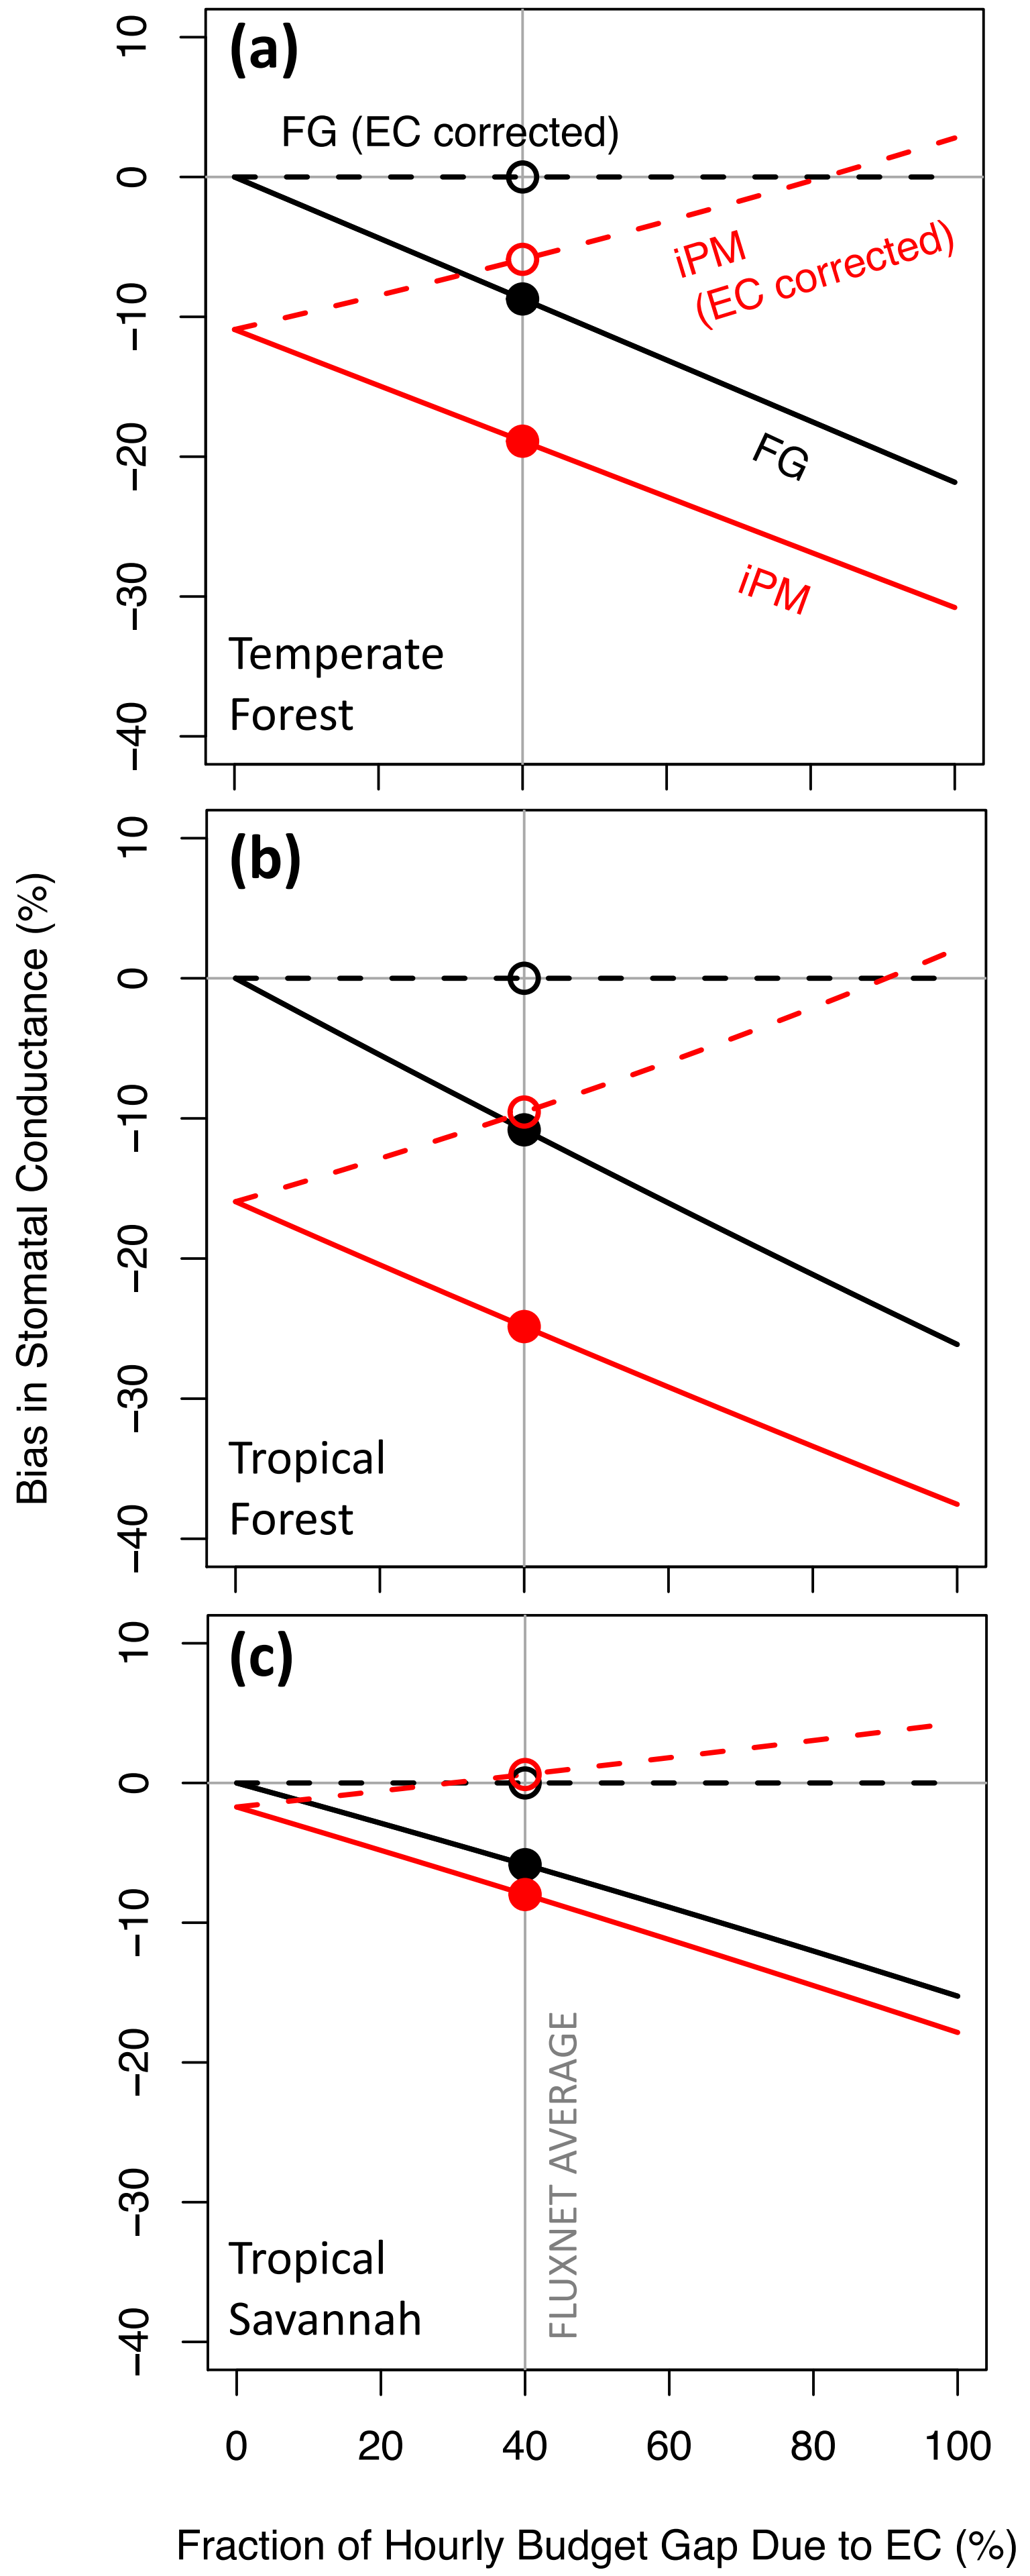 Bias in Stomatal Conductance (%)
(a)
10
0
−10
−20
−30
−40
FG (EC corrected)
iPM
(EC corrected)
FG
iPM
Temperate
Forest
(b)
10
0
−10
−20
−30
−40
Tropical
Forest
(c)
10
0
−10
−20
−30
−40
FLUXNET AVERAGE
Tropical
Savannah
0 20 40 60 80 100
Fraction of Hourly Budget Gap Due to EC (%)